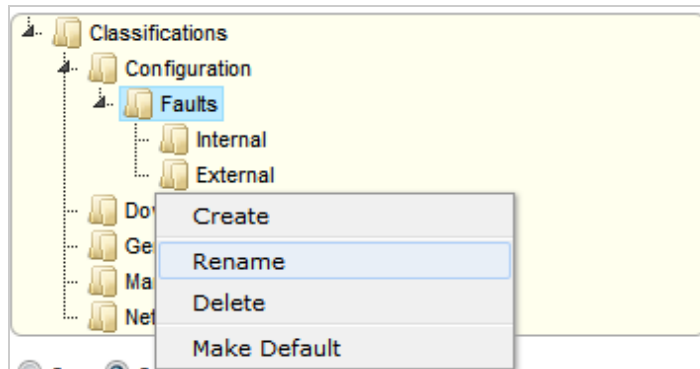 Classifications
Configuration
Faults
Internal
External
Create
Rename
Delete
Make Default